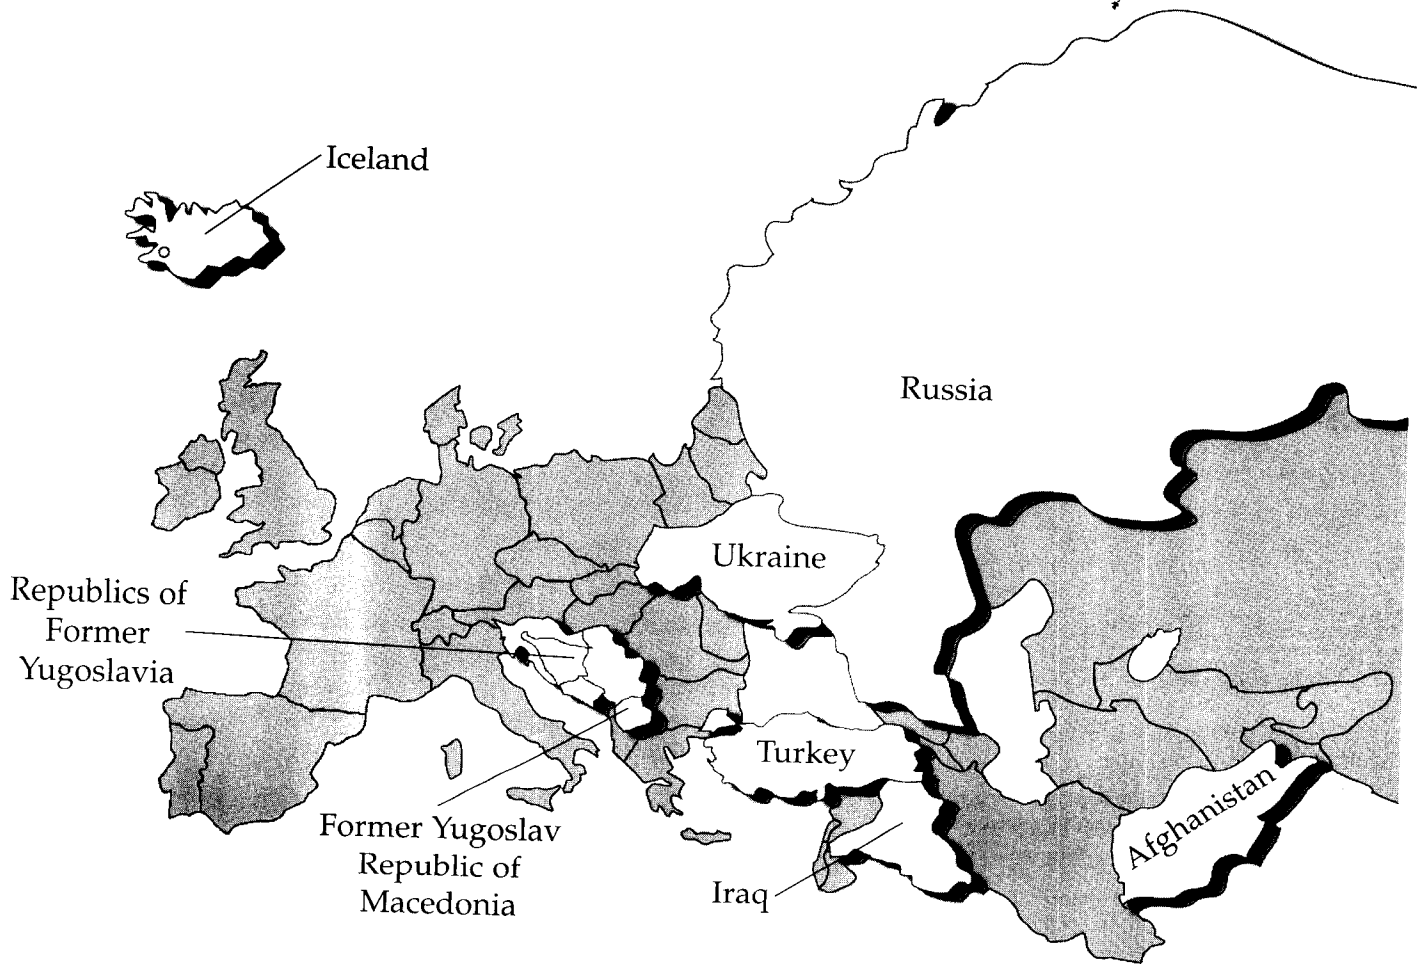 Iceland
Russia
Ukraine
Republics of
Former
Yugoslavia
Turkey
Afghanistan
Former Yugoslav
Republic of
Macedonia
Iraq